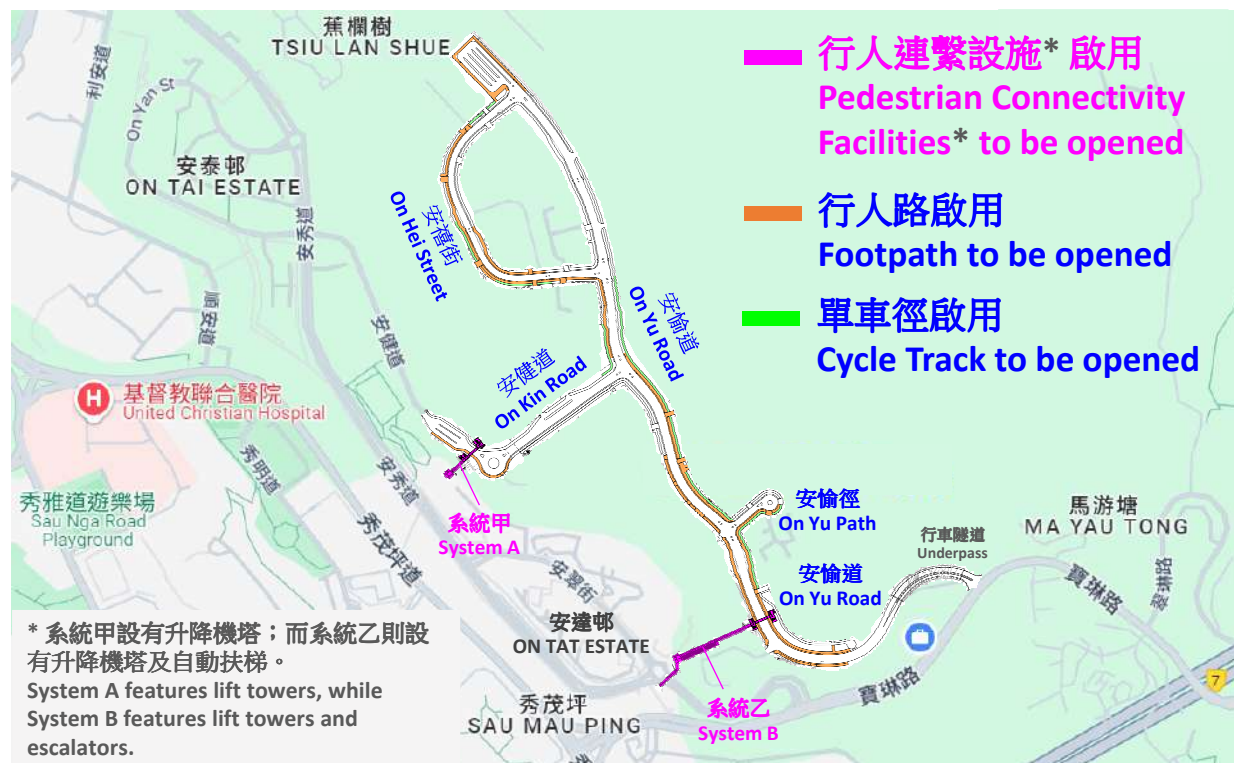 蕉欄樹
TSIU LAN SHUE
利安道
On Yan St
安泰邨
ON TAI ESTATE
安秀道
順安道
安健道
基督教聯合醫院
United Christian Hospital
H
秀明道
秀雅道遊樂場
Sau Nga Road
Playground
安秀道
秀茂坪道
安禧街
On Hei Street
安愉道
On Yu Road
安健道
On Kin Road
系統甲
System A
安愉徑
On Yu Path
安愉道
On Yu Road
行車隧道
Underpass
馬游塘
MA YAU TONG
寶琳路
翠琳路
寶琳路
7
安翠街
安達邨
ON TAT ESTATE
秀茂坪
SAU MAU PING
系統乙
System B
行人連繫設施* 啟用
Pedestrian Connectivity
Facilities* to be opened
行人路啟用
Footpath to be opened
單車徑啟用
Cycle Track to be opened
* 系統甲設有升降機塔；而系統乙則設
有升降機塔及自動扶梯。
System A features lift towers, while
System B features lift towers and
escalators.